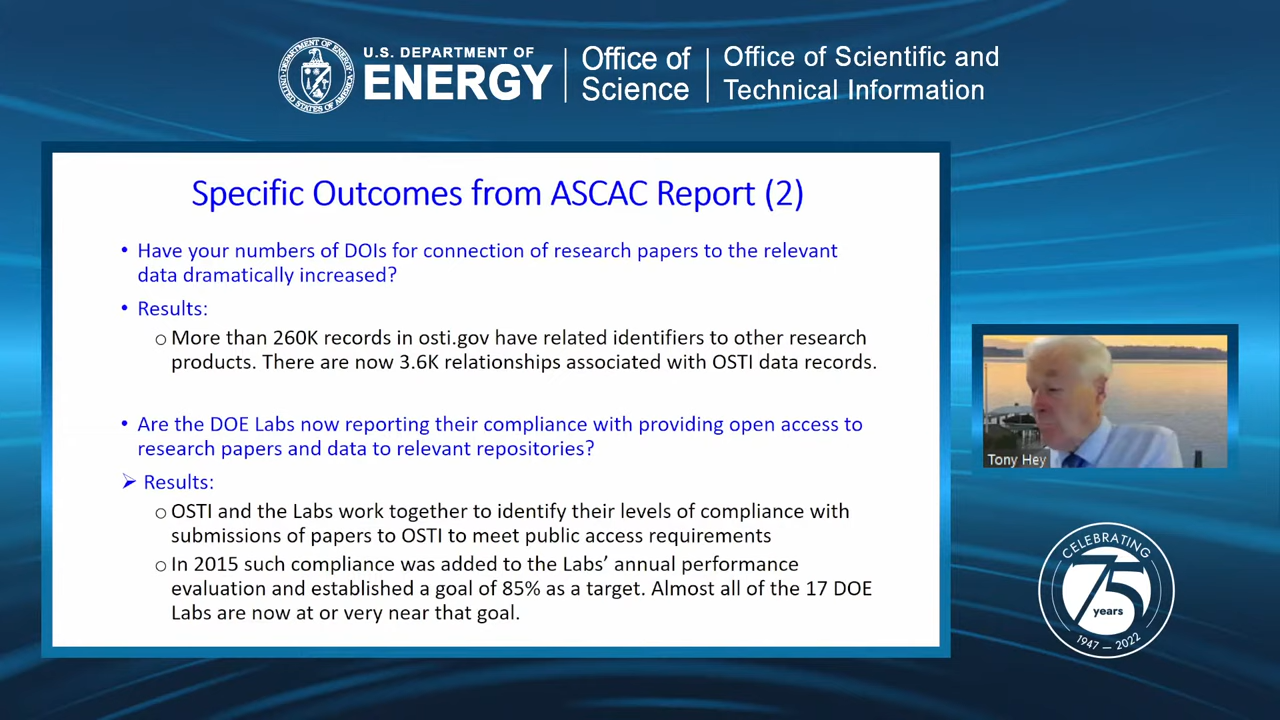 U.S. DEPARTMENT OF
ENERGY
Office of
Science
Office of Scientific and
Technical Information
Specific Outcomes from ASCAC Report (2)
• Have your numbers of DOIs for connection of research papers to the relevant
data dramatically increased?
• Results:
o More than 260K records in osti.gov have related identifiers to other research
products. There are now 3.6K relationships associated with OSTI data records.
• Are the DOE Labs now reporting their compliance with providing open access to
research papers and data to relevant repositories?
➢ Results:
o OSTI and the Labs work together to identify their levels of compliance with
submissions of papers to OSTI to meet public access requirements
o In 2015 such compliance was added to the Labs’ annual performance
evaluation and established a goal of 85% as a target. Almost all of the 17 DOE
Labs are now at or very near that goal.
Tony Hey
CELEBRATING
75
years
1947 — 2022